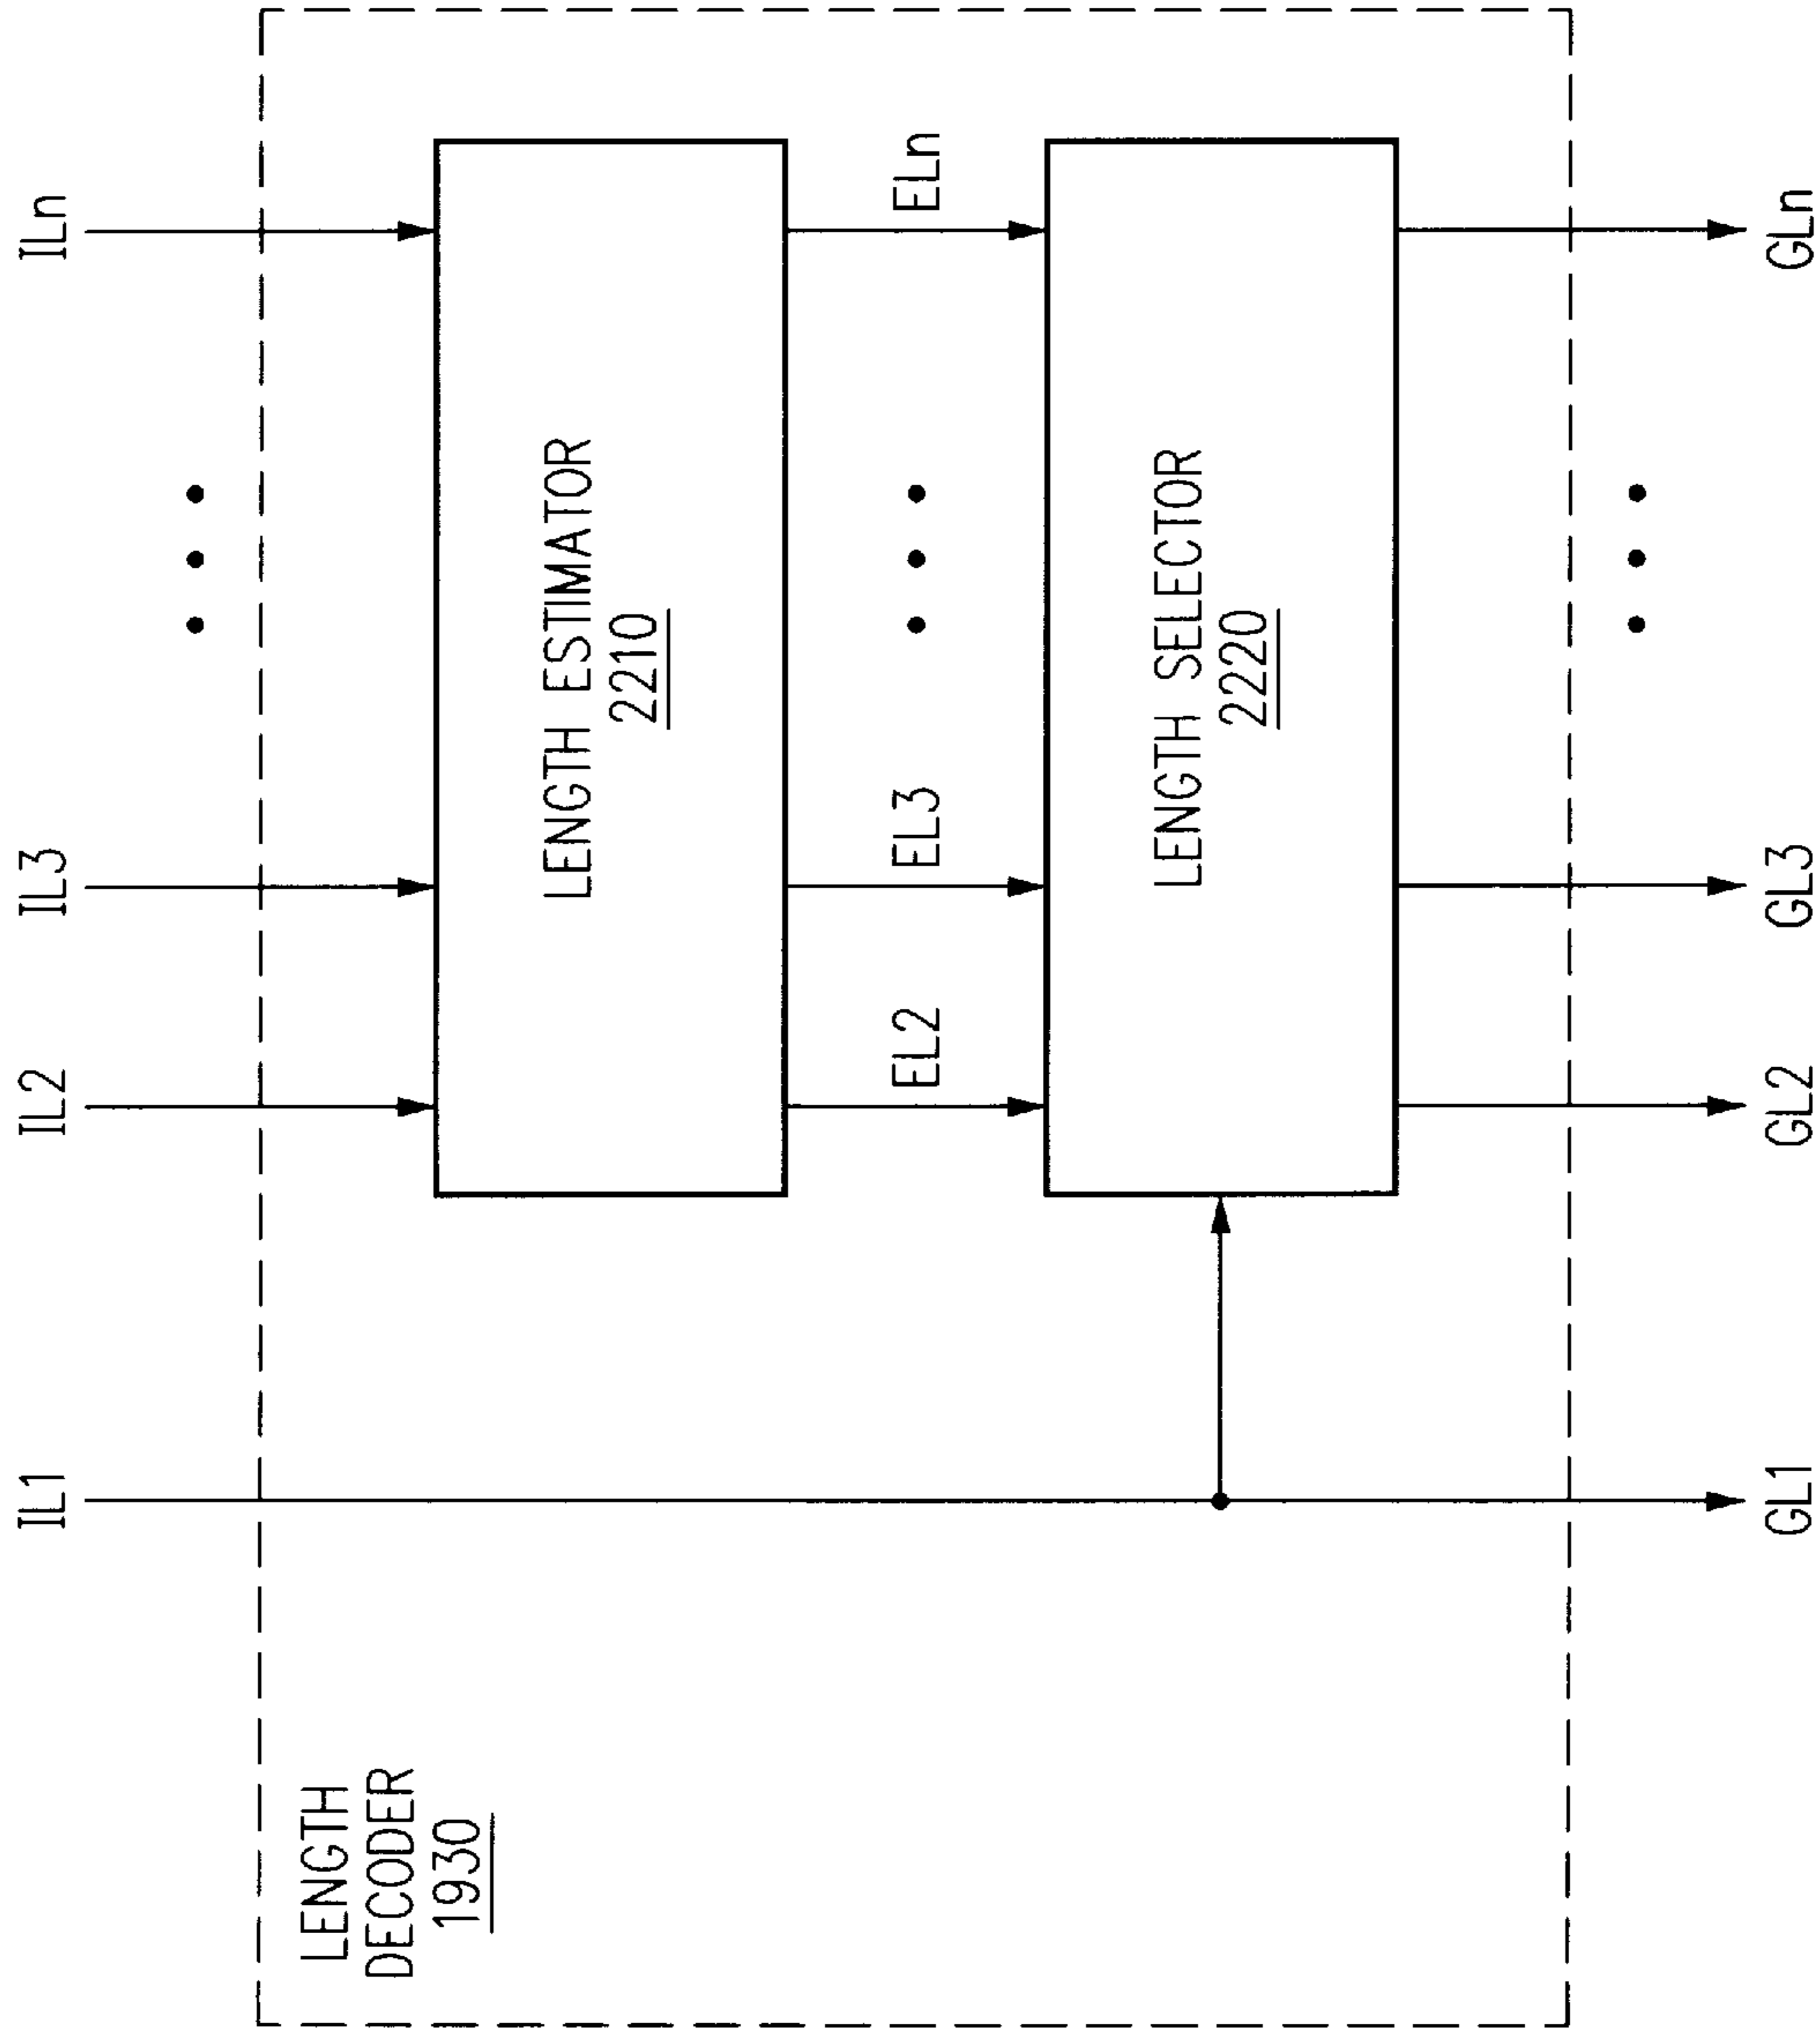 LENGTH
DECODER
1930
IL1
IL2
IL3
ILn
LENGTH ESTIMATOR
2210
EL2
EL3
ELn
LENGTH SELECTOR
2220
GL1
GL2
GL3
GLn